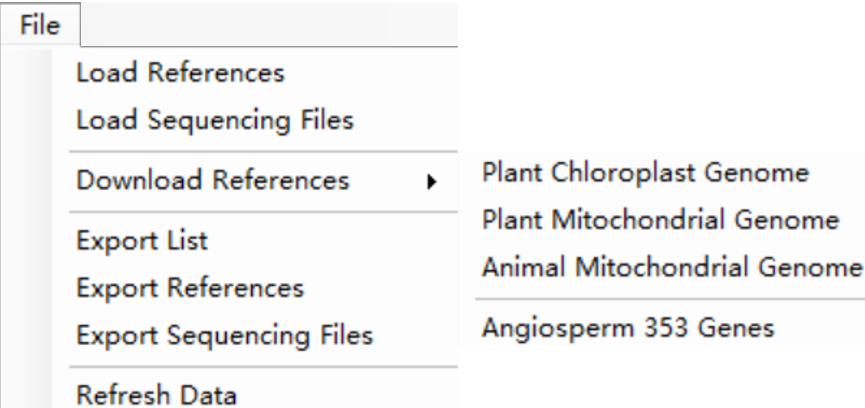 File
Load References
Load Sequencing Files
Download References
Plant Chloroplast Genome
Plant Mitochondrial Genome
Animal Mitochondrial Genome
Angiosperm 353 Genes
Export List
Export References
Export Sequencing Files
Refresh Data